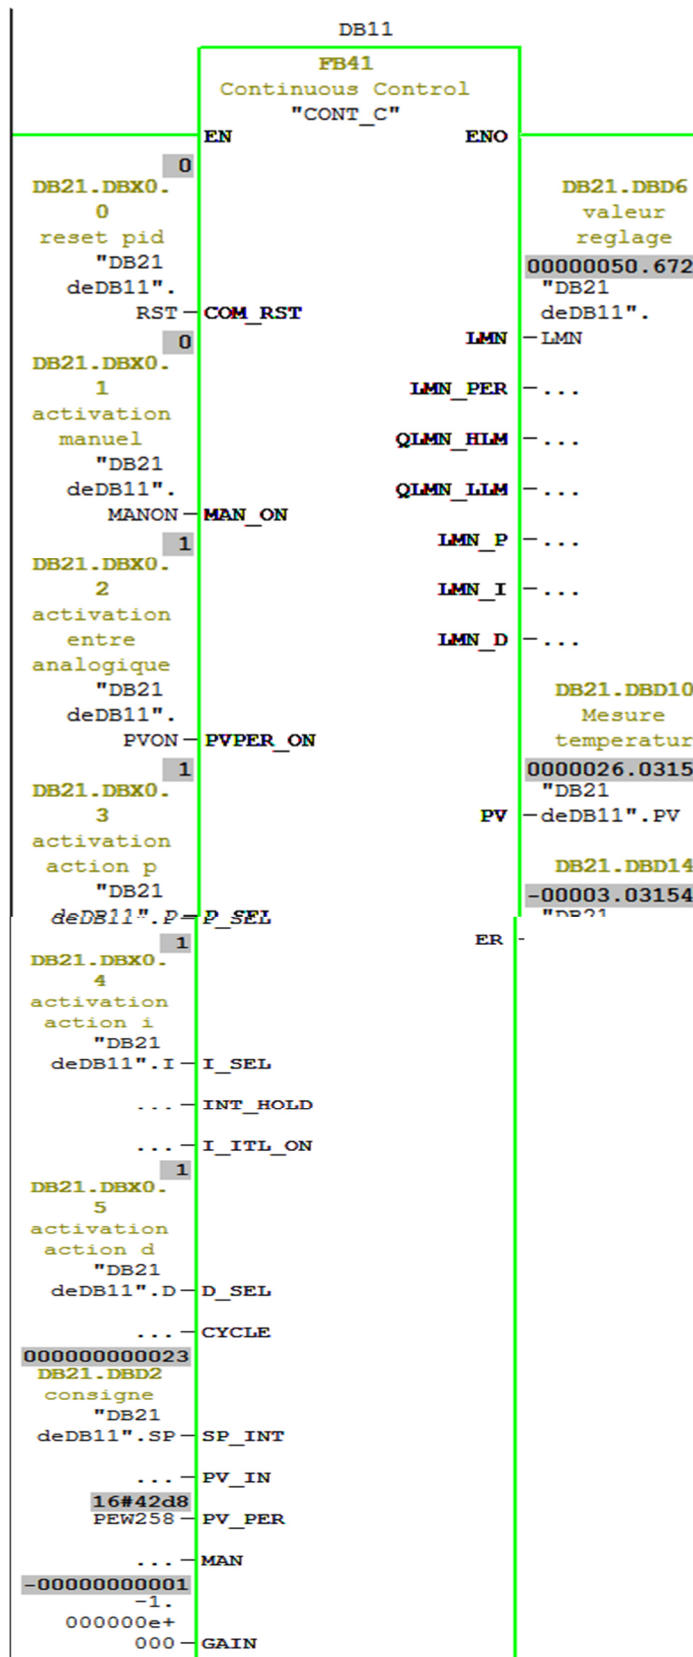 DB11
FB41
Continuous Control
"CONT_C"
EN ENO
0
DB21.DBX0.
0
reset pid
"DB21
deDB11".
RST COM_RST
0
DB21.DBX0.
1
activation
manuel
"DB21
deDB11".
MANON MAN_ON
1
DB21.DBX0.
2
activation
entre
analogique
"DB21
deDB11".
PVON PVPER_ON
1
DB21.DBX0.
3
activation
action p
"DB21
deDB11".P P_SEL
1
DB21.DBX0.
4
activation
action i
"DB21
deDB11".I I_SEL
... INT_HOLD
... I_ITL_ON
1
DB21.DBX0.
5
activation
action d
"DB21
deDB11".D D_SEL
... CYCLE
000000000023
DB21.DBD2
consigne
"DB21
deDB11".SP SP_INT
... PV_IN
16#42d8
PEW258 PV_PER
... MAN
-00000000001
-1.
000000e+
000 GAIN
DB21.DBD6
valeur
reglage
00000050.672
"DB21
deDB11".
LMN LMN
LMN_PER ...
QLMN_HLM ...
QLMN_LLM ...
LMN_P ...
LMN_I ...
LMN_D ...
DB21.DBD10
Mesure
temperatur
0000026.0315
"DB21
PV deDB11".PV
DB21.DBD14
-00003.03154
"DB21
ER